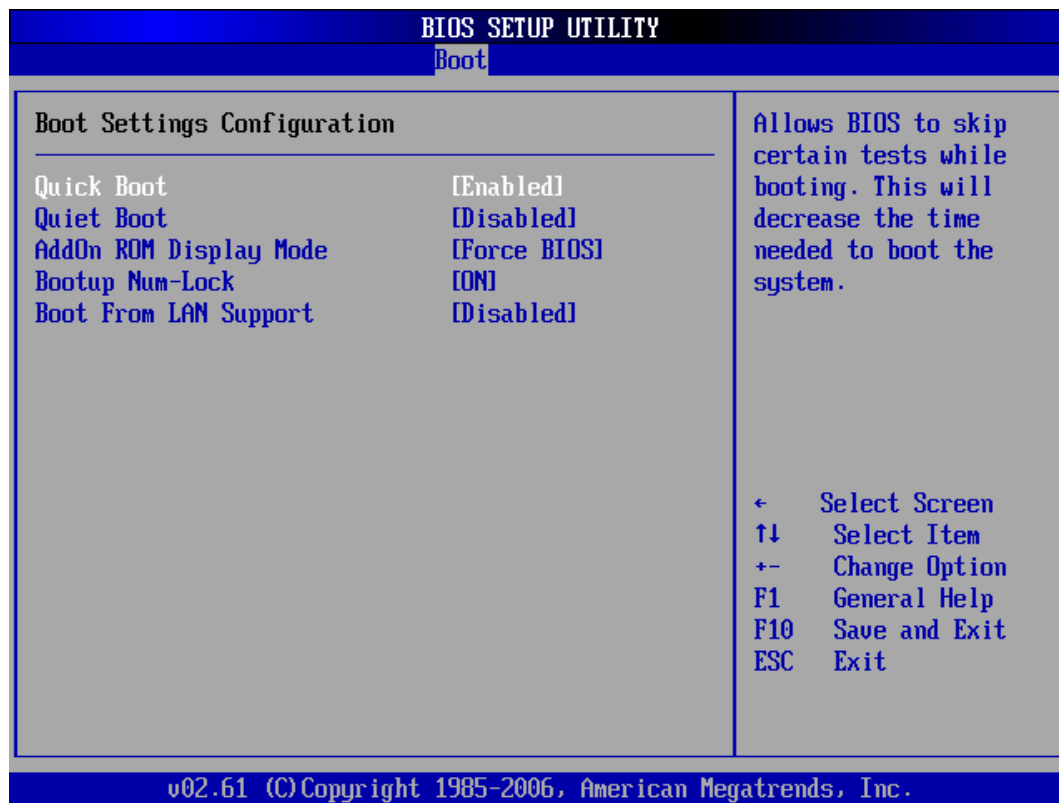 BIOS SETUP UTILITY
Boot
Boot Settings Configuration
Quick Boot [Enabled]
Quiet Boot [Disabled]
AddOn ROM Display Mode [Force BIOS]
Bootup Num-Lock [ON]
Boot From LAN Support [Disabled]
Allows BIOS to skip
certain tests while
booting. This will
decrease the time
needed to boot the
system.
← Select Screen
↑↓ Select Item
+- Change Option
F1 General Help
F10 Save and Exit
ESC Exit
v02.61 (C)Copyright 1985-2006, American Megatrends, Inc.